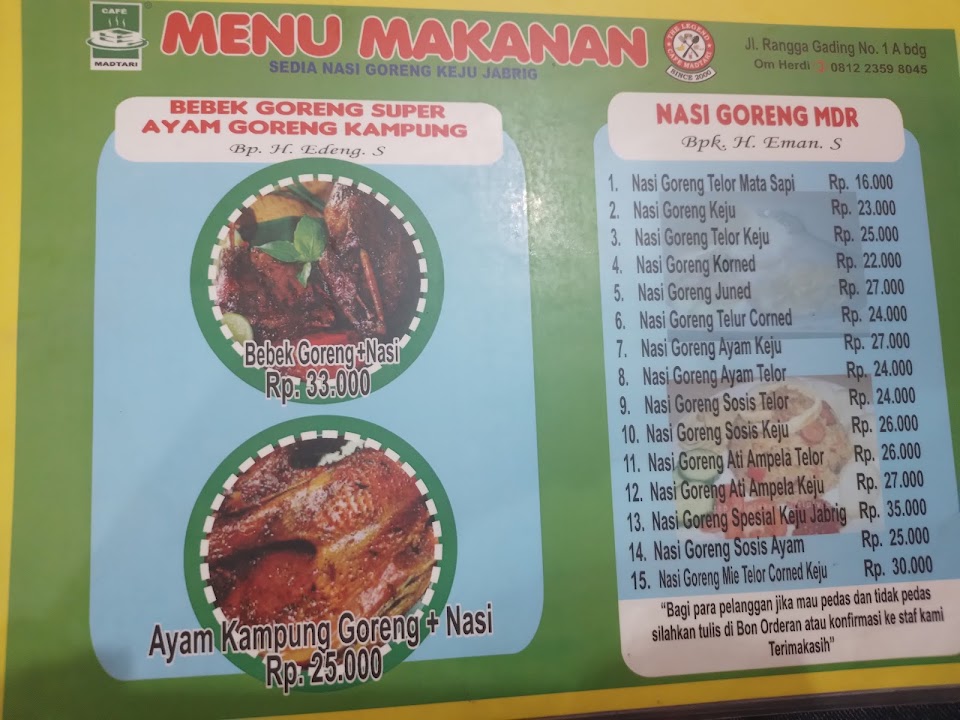 CAFE
MADTARI
MENU MAKANAN
SEDIA NASI GORENG KEJU JABRIG
THE LEGEND
CAFE MADTARI
SINCE 2000
Jl. Rangga Gading No. 1 A bdg
Om Herdi 0812 2359 8045
BEBEK GORENG SUPER
AYAM GORENG KAMPUNG
Bp. H. Edeng. S
Bebek Goreng +Nasi
Rp. 33.000
Ayam Kampung Goreng + Nasi
Rp. 25.000
NASI GORENG MDR
Bpk. H. Eman. S
1. Nasi Goreng Telor Mata Sapi Rp. 16.000
2. Nasi Goreng Keju Rp. 23.000
3. Nasi Goreng Telor Keju Rp. 25.000
4. Nasi Goreng Korned Rp. 22.000
5. Nasi Goreng Juned Rp. 27.000
6. Nasi Goreng Telur Corned Rp. 24.000
7. Nasi Goreng Ayam Keju Rp. 27.000
8. Nasi Goreng Ayam Telor Rp. 24.000
9. Nasi Goreng Sosis Telor Rp. 24.000
10. Nasi Goreng Sosis Keju Rp. 26.000
11. Nasi Goreng Ati Ampela Telor Rp. 26.000
12. Nasi Goreng Ati Ampela Keju Rp. 27.000
13. Nasi Goreng Spesial Keju Jabrig Rp. 35.000
14. Nasi Goreng Sosis Ayam Rp. 25.000
15. Nasi Goreng Mie Telor Corned Keju Rp. 30.000
"Bagi para pelanggan jika mau pedas dan tidak pedas
silahkan tulis di Bon Orderan atau konfirmasi ke staf kami
Terimakasih"